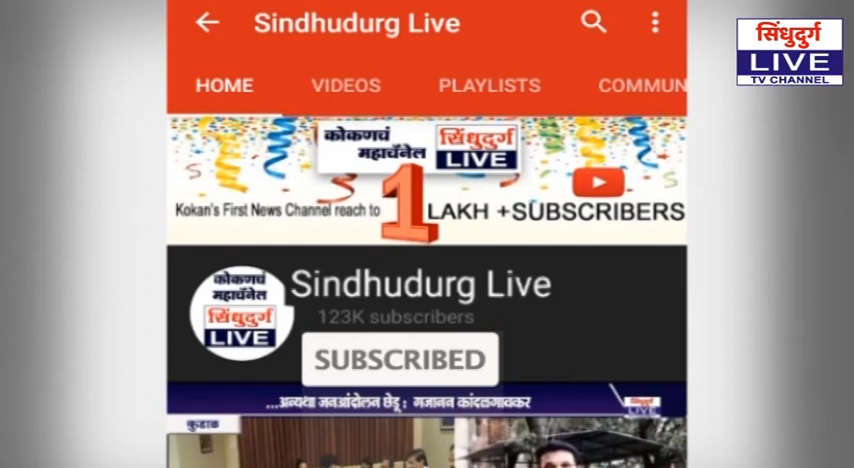 Sindhudurg Live
सिंधुदुर्ग
LIVE
TV CHANNEL
HOME VIDEOS PLAYLISTS COMMUN
कोकणचं
महाचॅनेल
सिंधुदुर्ग
LIVE
Kokan's First News Channel reach to 1 LAKH +SUBSCRIBERS
कोकणचं
महाचॅनेल
सिंधुदुर्ग
LIVE
Sindhudurg Live
123K subscribers
SUBSCRIBED
...अन्यथा जनआंदोलन छेडू : गजानन कांदळगावकर
सिंधुदुर्ग
LIVE
कुडाळ